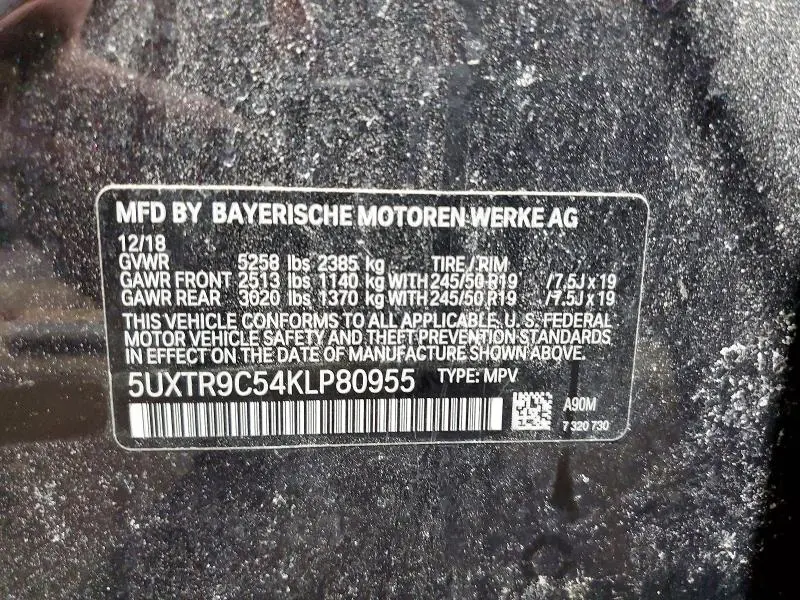 MFD BY BAYERISCHE MOTOREN WERKE AG
12/18
GVWR 5258 lbs 2385 kg TIRE / RIM
GAWR FRONT 2513 lbs 1140 kg WITH 245/50 R19 /7.5J x 19
GAWR REAR 3020 lbs 1370 kg WITH 245/50 R19 /7.5J x 19
THIS VEHICLE CONFORMS TO ALL APPLICABLE U. S. FEDERAL
MOTOR VEHICLE SAFETY AND THEFT PREVENTION STANDARDS
IN EFFECT ON THE DATE OF MANUFACTURE SHOWN ABOVE.
5UXTR9C54KLP80955 TYPE: MPV
A90M
7 320 730